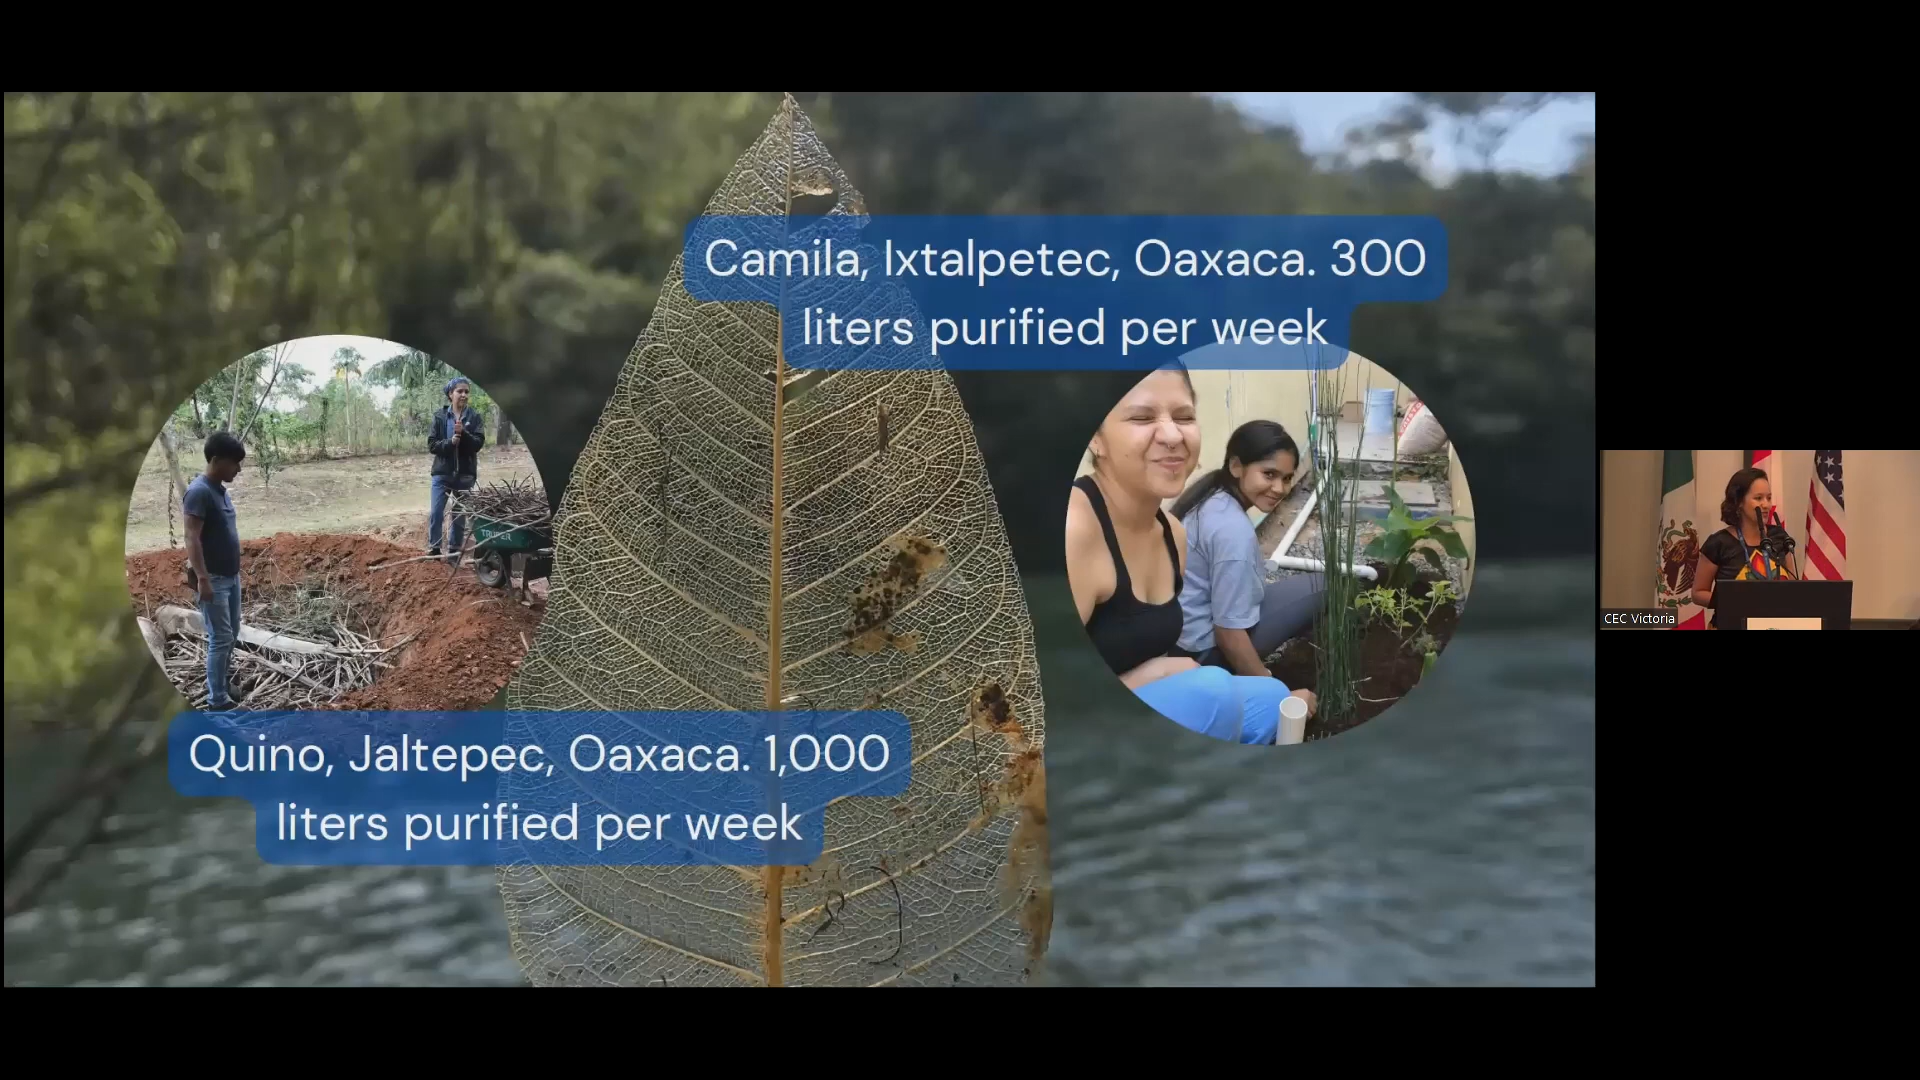 Camila, Ixtalpetec, Oaxaca. 300
liters purified per week
TRUPER
Quino, Jaltepec, Oaxaca. 1,000
liters purified per week
CEC Victoria